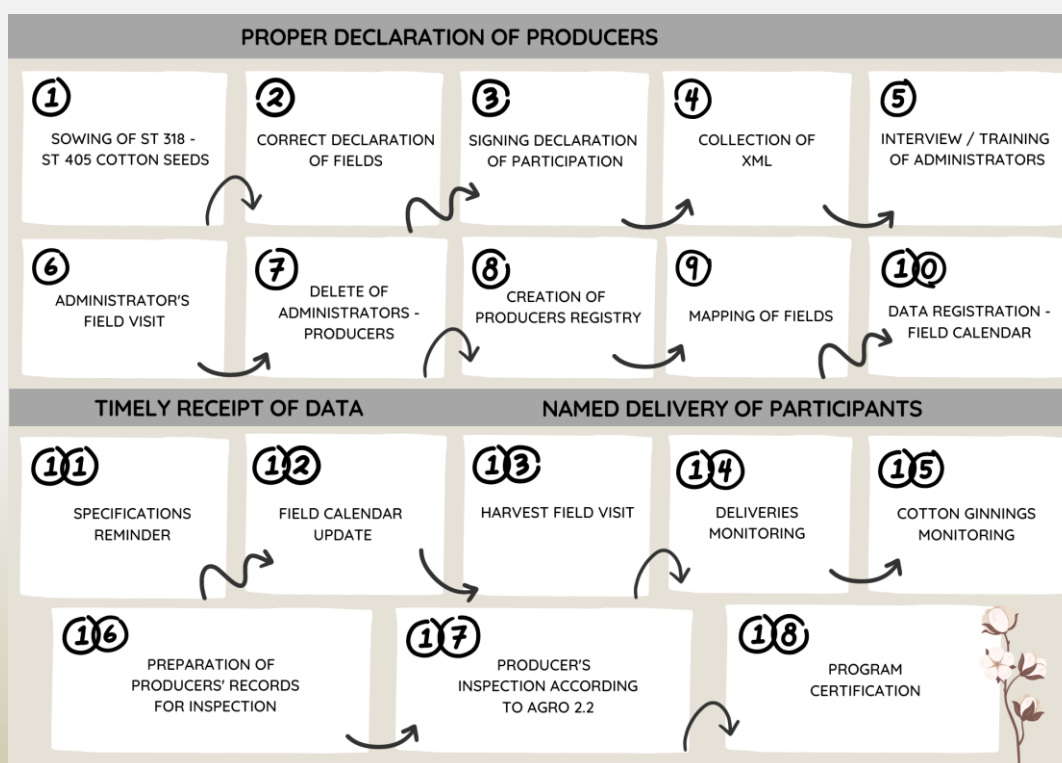 PROPER DECLARATION OF PRODUCERS
1
SOWING OF ST 318 -
ST 405 COTTON SEEDS
2
CORRECT DECLARATION
OF FIELDS
3
SIGNING DECLARATION
OF PARTICIPATION
4
COLLECTION OF
XML
5
INTERVIEW / TRAINING
OF ADMINISTRATORS
6
ADMINISTRATOR'S
FIELD VISIT
7
DELETE OF
ADMINISTRATORS -
PRODUCERS
8
CREATION OF
PRODUCERS REGISTRY
9
MAPPING OF FIELDS
10
DATA REGISTRATION -
FIELD CALENDAR
TIMELY RECEIPT OF DATA
NAMED DELIVERY OF PARTICIPANTS
11
SPECIFICATIONS
REMINDER
12
FIELD CALENDAR
UPDATE
13
HARVEST FIELD VISIT
14
DELIVERIES
MONITORING
15
COTTON GINNINGS
MONITORING
16
PREPARATION OF
PRODUCERS' RECORDS
FOR INSPECTION
17
PRODUCER'S
INSPECTION ACCORDING
TO AGRO 2.2
18
PROGRAM
CERTIFICATION